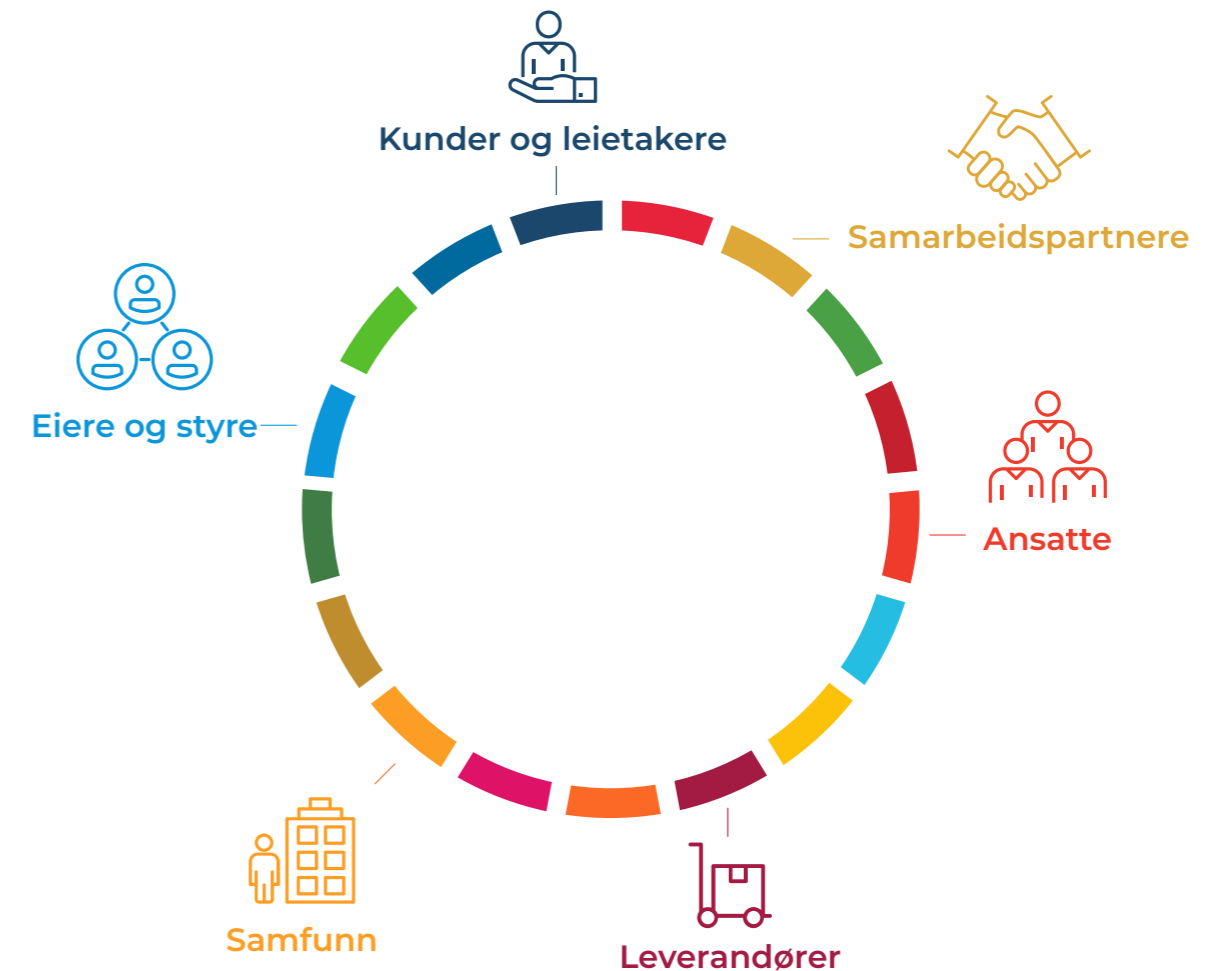 Kunder og leietakere
Samarbeidspartnere
Eiere og styre
Ansatte
Samfunn
Leverandører